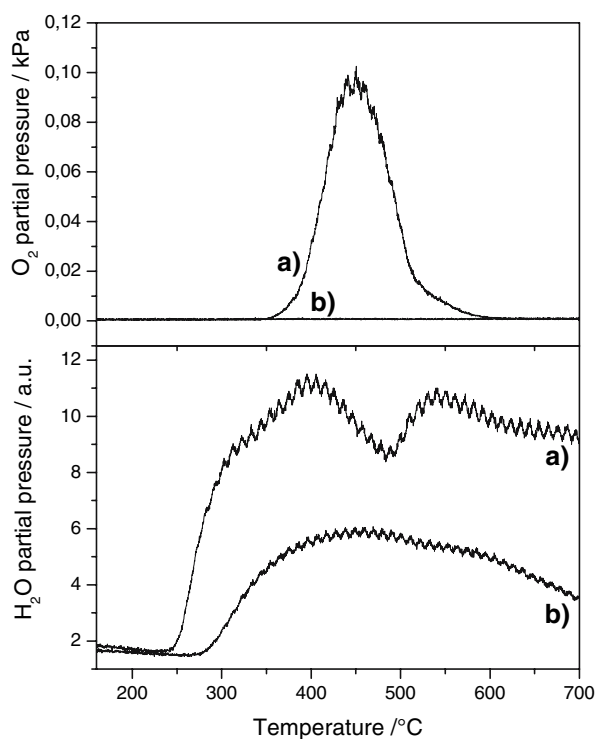 0,12
0,10
0,08
0,06
0,04
0,02
0,00
O₂ partial pressure / kPa
a)
b)
12
10
8
6
4
2
H₂O partial pressure / a.u.
a)
b)
200 300 400 500 600 700
Temperature /°C